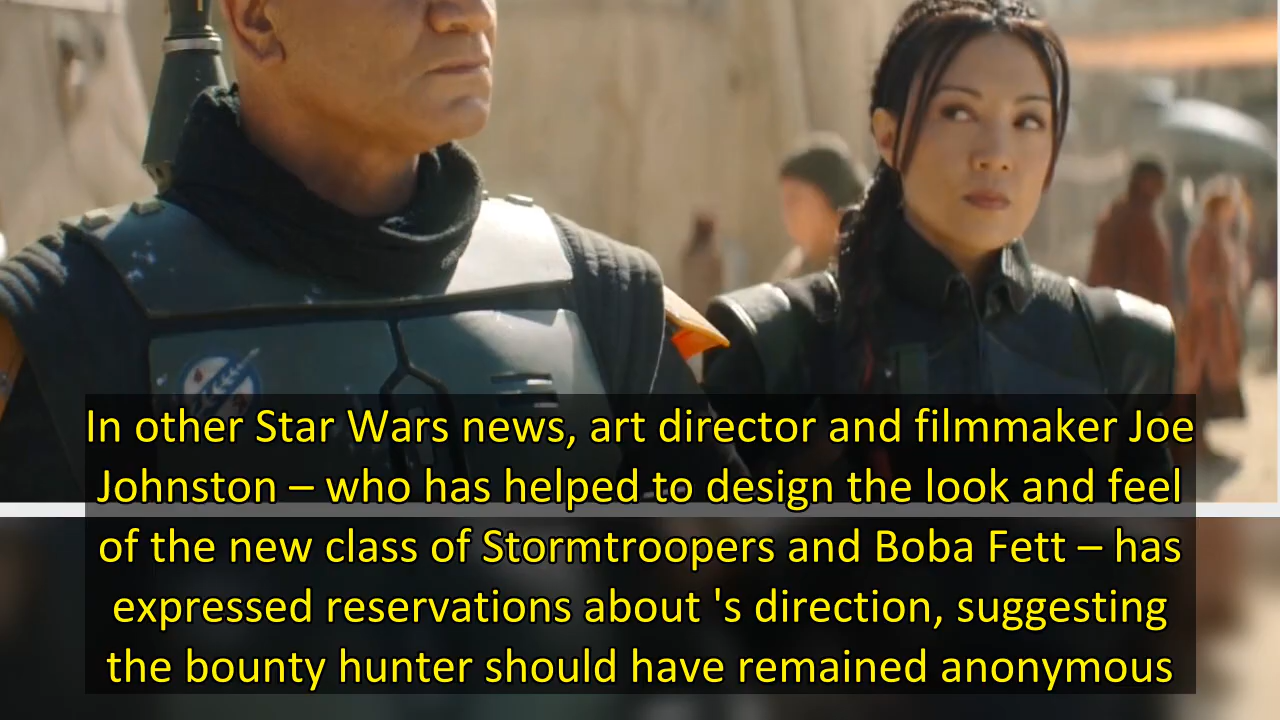 In other Star Wars news, art director and filmmaker Joe
Johnston – who has helped to design the look and feel
of the new class of Stormtroopers and Boba Fett – has
expressed reservations about 's direction, suggesting
the bounty hunter should have remained anonymous